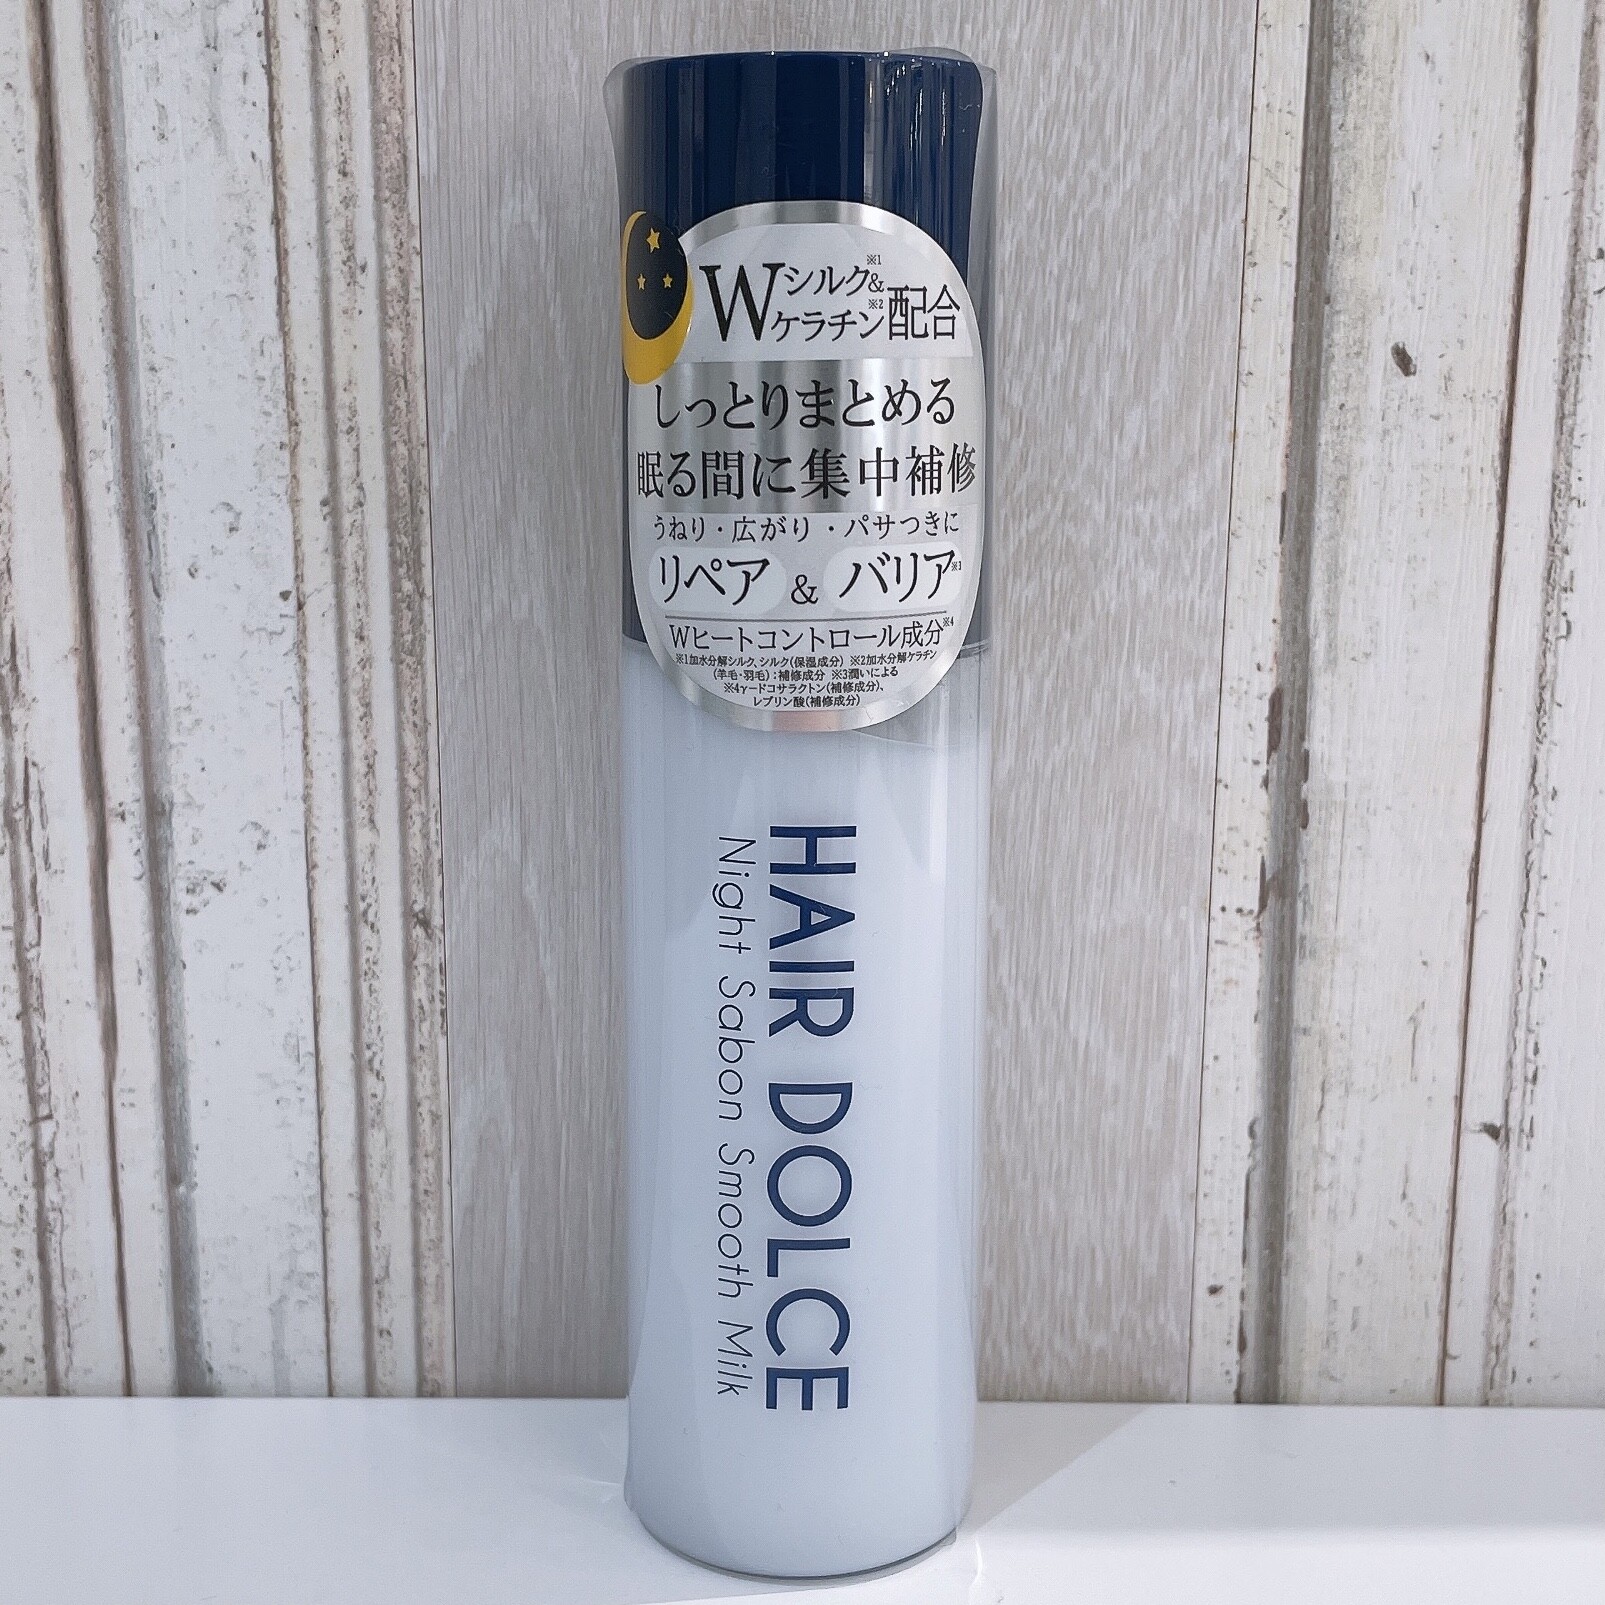 Wシルク※1&
ケラチン※2配合
しっとりまとめる
眠る間に集中補修
うねり・広がり・パサつきに
リペア & バリア※3
Wヒートコントロール成分※4
※1加水分解シルク、シルク(保湿成分) ※2加水分解ケラチン
(羊毛・羽毛):補修成分 ※3潤いによる
※4γ-ドコサラクトン(補修成分)、
レブリン酸(補修成分)
HAIR DOLCE
Night Sabon Smooth Milk